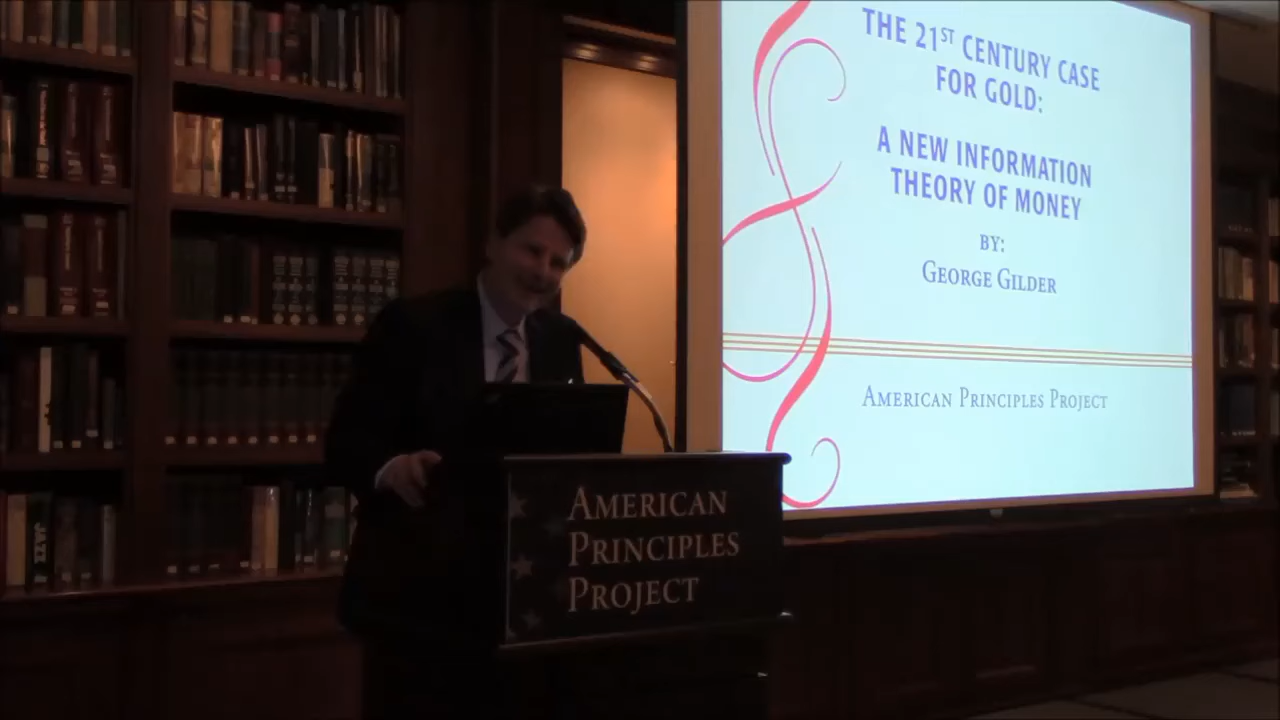 THE 21ST CENTURY CASE
FOR GOLD:
A NEW INFORMATION
THEORY OF MONEY
BY:
GEORGE GILDER
AMERICAN PRINCIPLES PROJECT
AMERICAN
PRINCIPLES
PROJECT
JAZZ